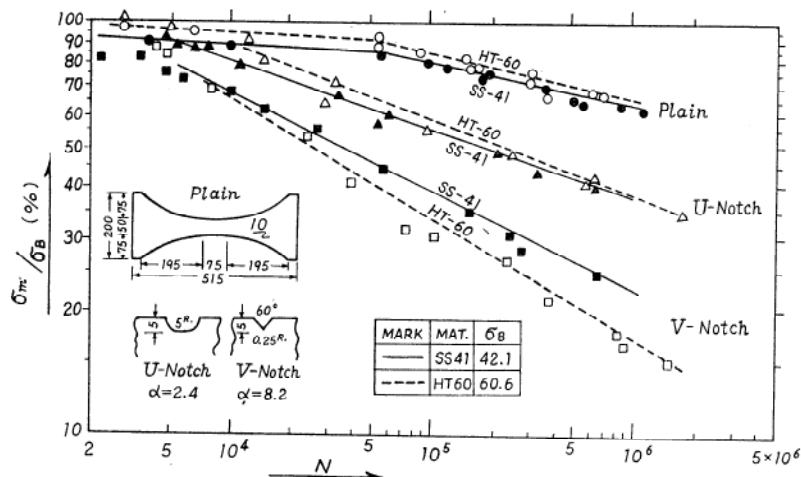 100
90
80
70
60
50
40
30
20
10
σm/σB (%)
2
5
10⁴
5
10⁵
5
10⁶
5×10⁶
N
HT-60
SS-41
Plain
HT-60
SS-41
U-Notch
SS-41
HT-60
V-Notch
Plain
200
75 50 75
10
195 75 195
515
5
5R.
60°
5
0.25R.
U-Notch
α=2.4
V-Notch
α=8.2
MARK MAT. σB
SS41 42.1
HT60 60.6